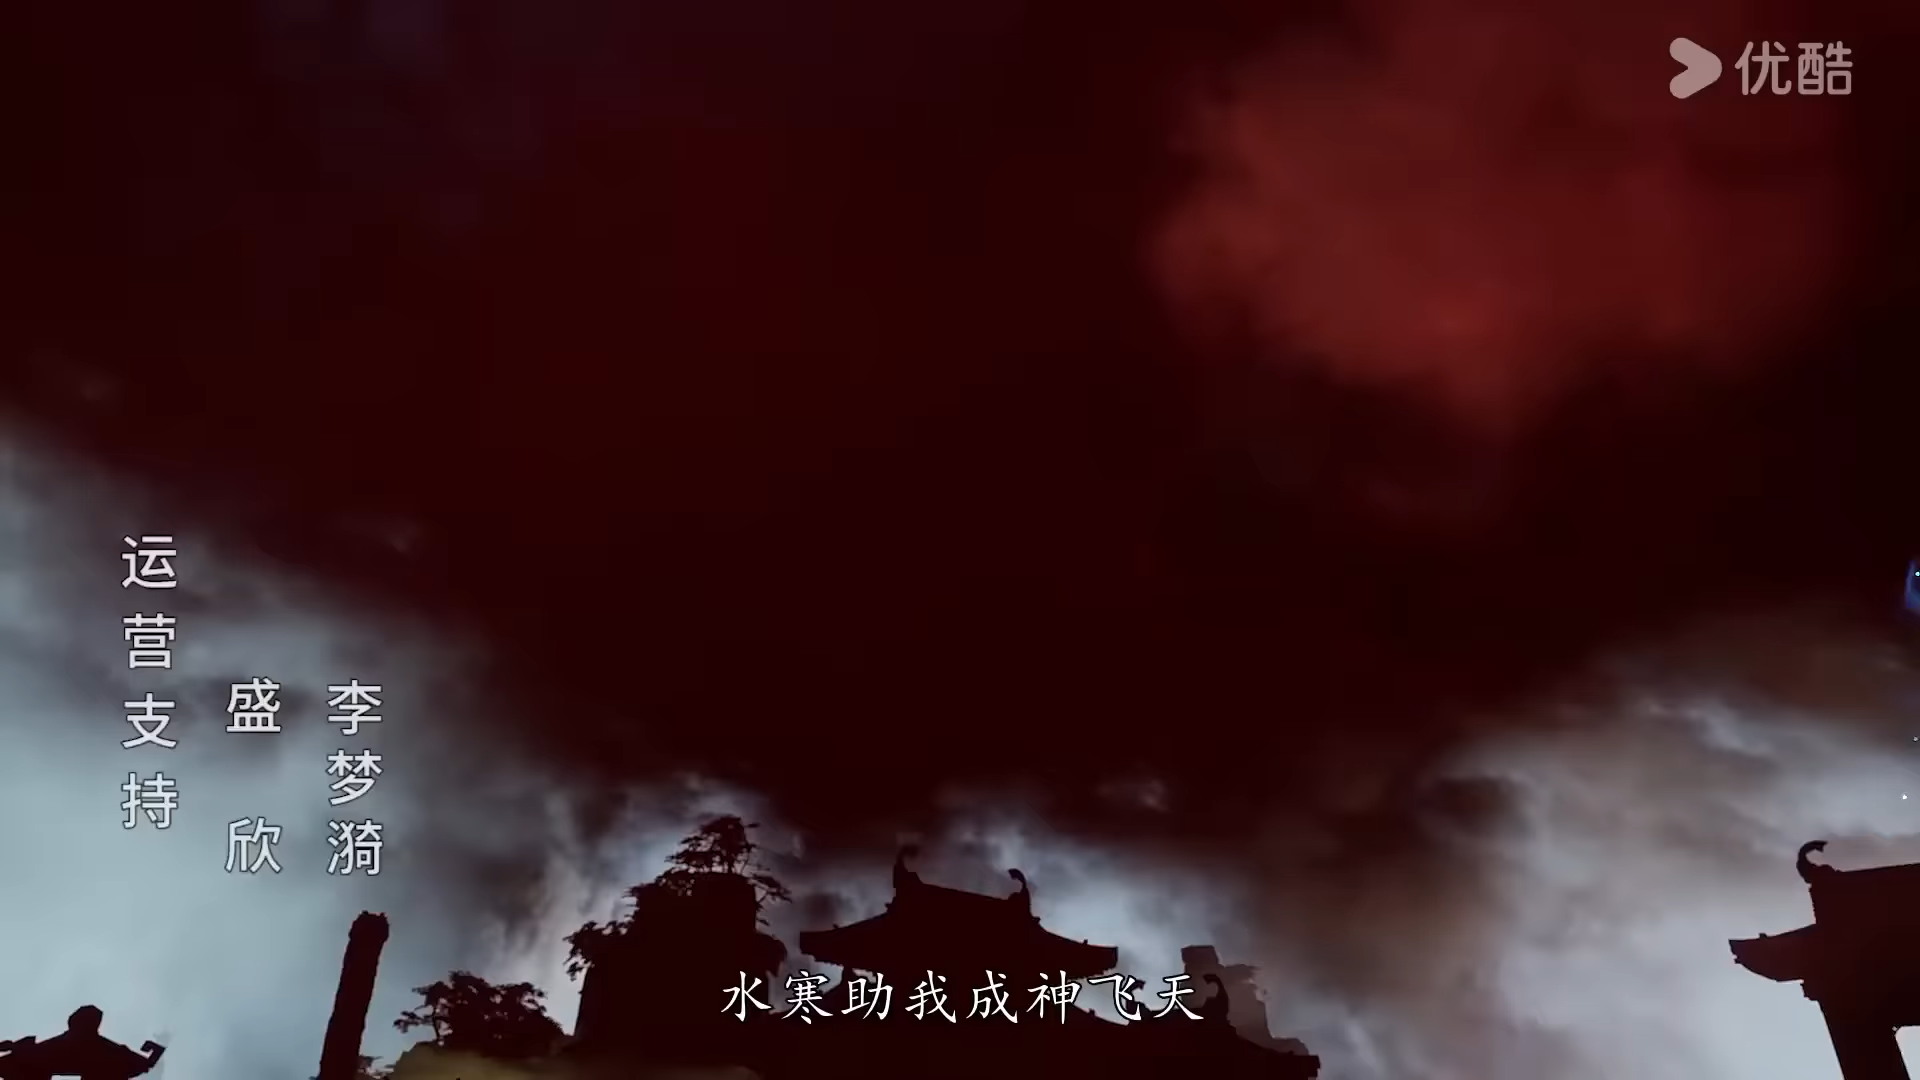 优酷
运营支持
盛欣
李梦漪
水寒助我成神飞天